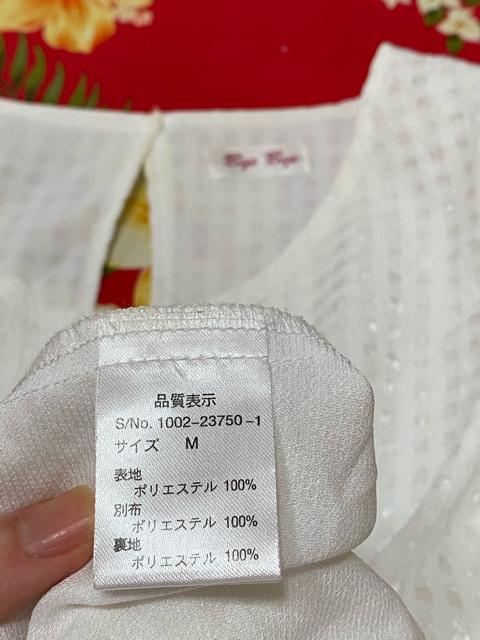 品質表示
S/No. 1002-23750-1
サイズ M
表地
ポリエステル 100%
別布
ポリエステル 100%
裏地
ポリエステル 100%